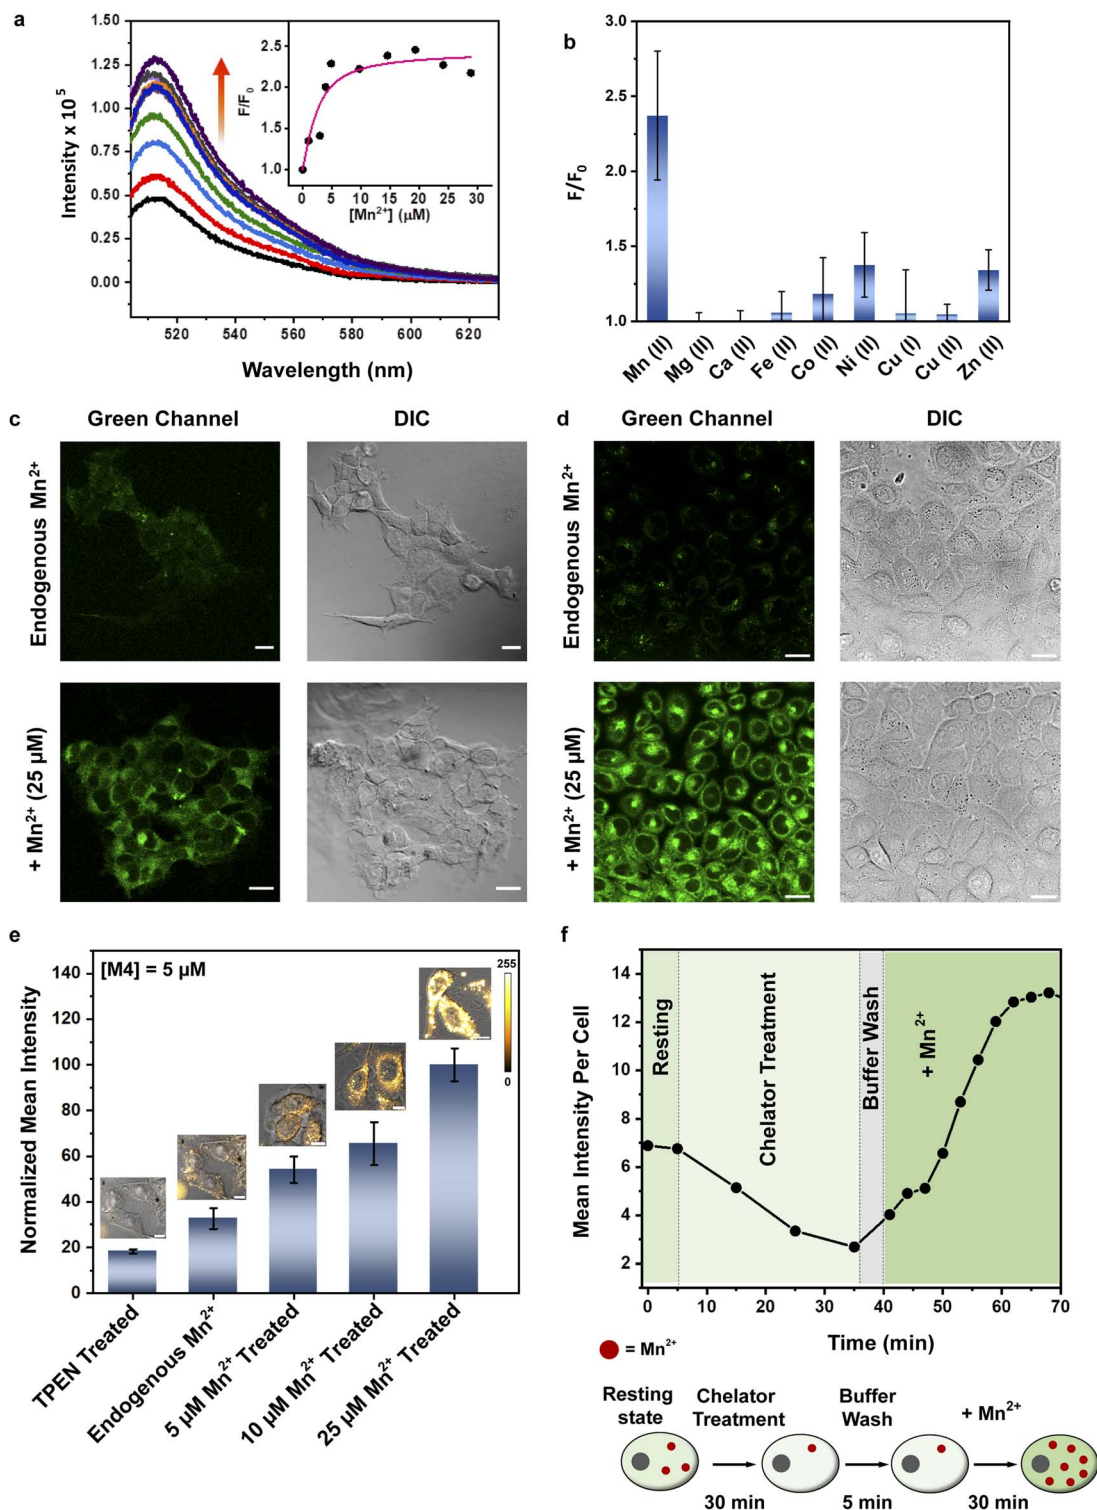 a
1.50
1.25
1.00
0.75
0.50
0.25
0.00
Intensity x 10⁵
520 540 560 580 600 620
Wavelength (nm)
2.5
2.0
1.5
1.0
F/F₀
0 5 10 15 20 25 30
[Mn²⁺] (μM)
b
3.0
2.5
2.0
1.5
1.0
F/F₀
Mn (II)
Mg (II)
Ca (II)
Fe (II)
Co (II)
Ni (II)
Cu (I)
Cu (II)
Zn (II)
c
Green Channel
DIC
Endogenous Mn²⁺
+ Mn²⁺ (25 μM)
d
Green Channel
DIC
Endogenous Mn²⁺
+ Mn²⁺ (25 μM)
e
[M4] = 5 μM
140
120
100
80
60
40
20
0
Normalized Mean Intensity
255
0
TPEN Treated
Endogenous Mn²⁺
5 μM Mn²⁺ Treated
10 μM Mn²⁺ Treated
25 μM Mn²⁺ Treated
f
14
12
10
8
6
4
2
Mean Intensity Per Cell
Resting
Chelator Treatment
Buffer Wash
+ Mn²⁺
0 10 20 30 40 50 60 70
Time (min)
= Mn²⁺
Resting state
Chelator Treatment
Buffer Wash
+ Mn²⁺
30 min
5 min
30 min